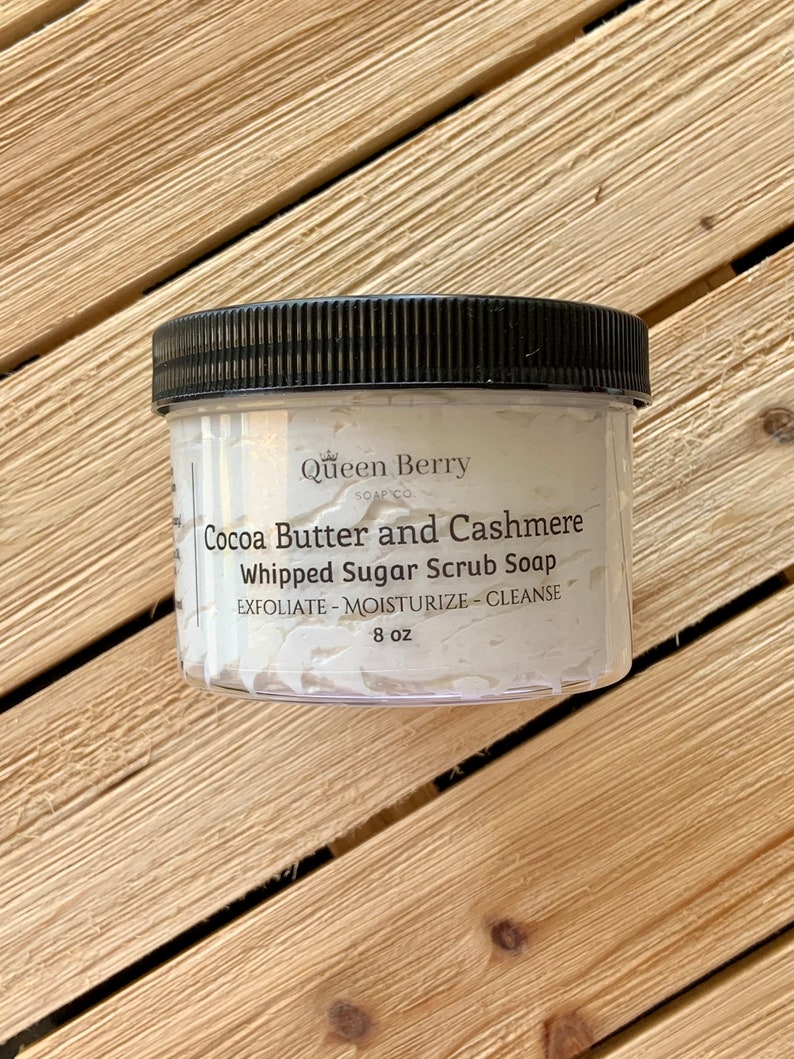 Queen Berry
SOAP CO.
Cocoa Butter and Cashmere
Whipped Sugar Scrub Soap
EXFOLIATE - MOISTURIZE - CLEANSE
8 oz